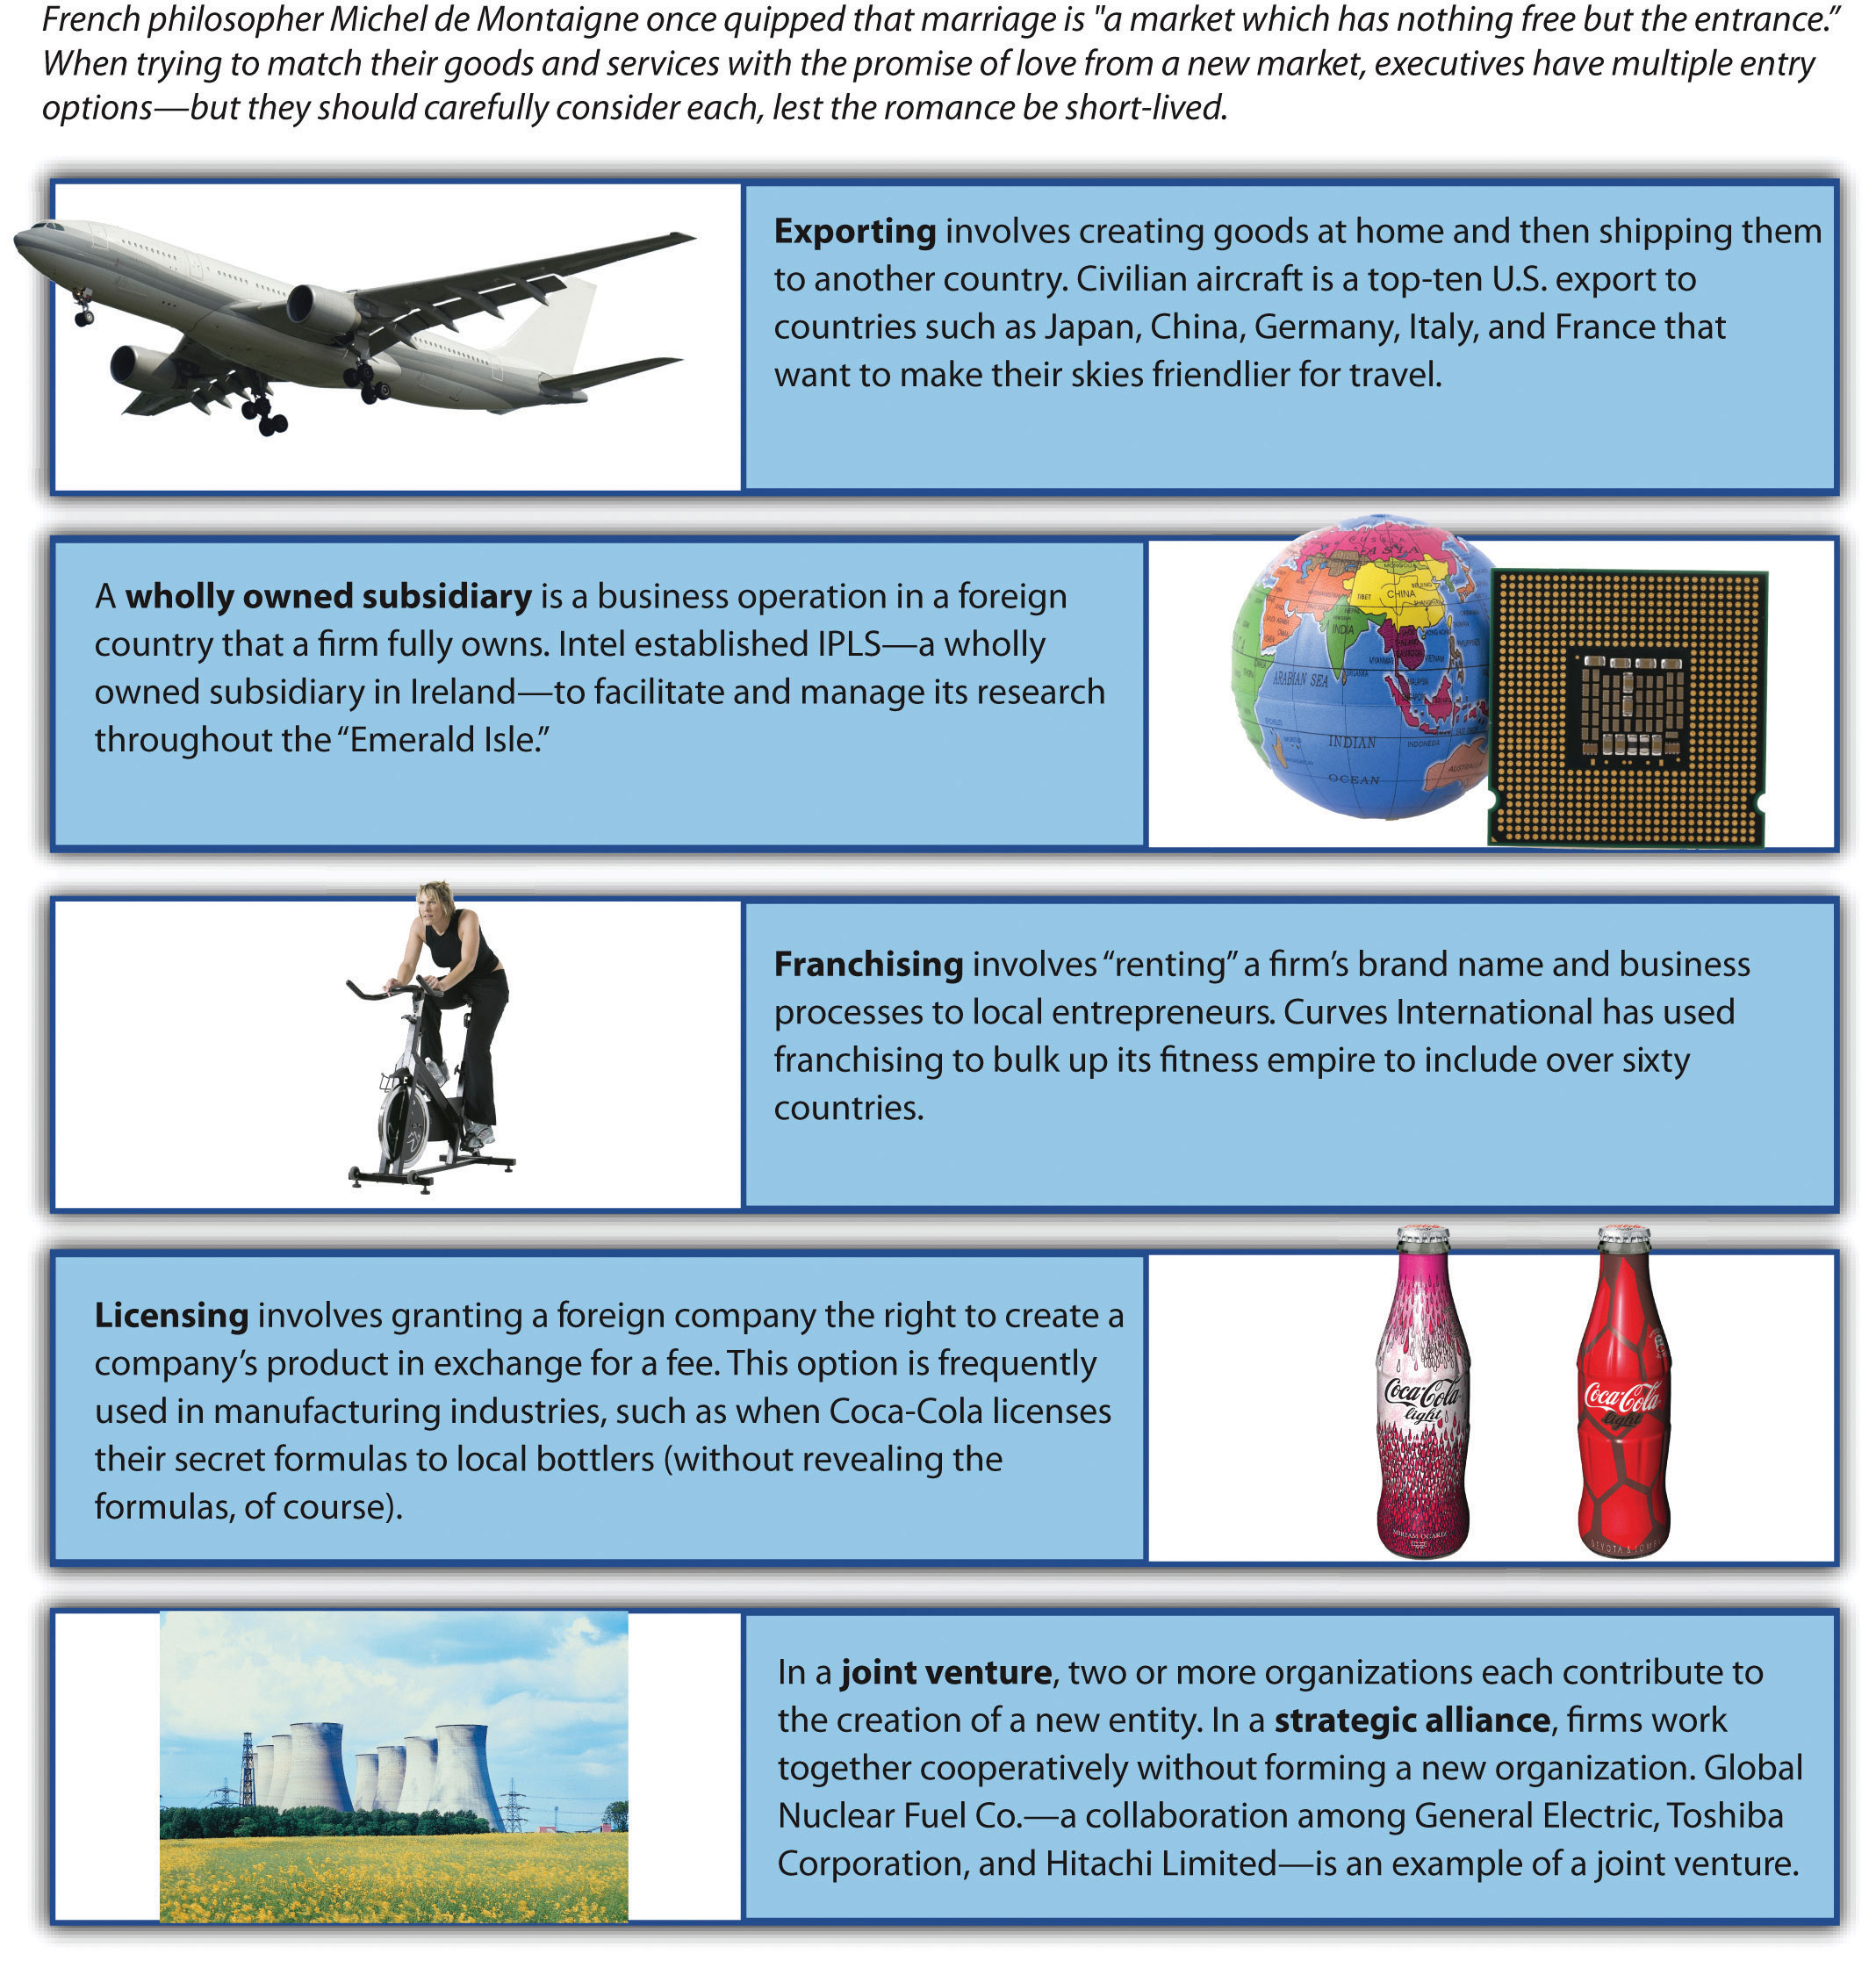 French philosopher Michel de Montaigne once quipped that marriage is "a market which has nothing free but the entrance.”
When trying to match their goods and services with the promise of love from a new market, executives have multiple entry
options—but they should carefully consider each, lest the romance be short-lived.
Exporting involves creating goods at home and then shipping them
to another country. Civilian aircraft is a top-ten U.S. export to
countries such as Japan, China, Germany, Italy, and France that
want to make their skies friendlier for travel.
A wholly owned subsidiary is a business operation in a foreign
country that a firm fully owns. Intel established IPLS—a wholly
owned subsidiary in Ireland—to facilitate and manage its research
throughout the “Emerald Isle.”
ASIA
MONGOLIA
TIBET
CHINA
INDIA
ARABIAN SEA
INDIAN
OCEAN
INDONESIA
Franchising involves “renting” a firm’s brand name and business
processes to local entrepreneurs. Curves International has used
franchising to bulk up its fitness empire to include over sixty
countries.
Licensing involves granting a foreign company the right to create a
company’s product in exchange for a fee. This option is frequently
used in manufacturing industries, such as when Coca-Cola licenses
their secret formulas to local bottlers (without revealing the
formulas, of course).
Coca-Cola
light
Coca-Cola
light
In a joint venture, two or more organizations each contribute to
the creation of a new entity. In a strategic alliance, firms work
together cooperatively without forming a new organization. Global
Nuclear Fuel Co.—a collaboration among General Electric, Toshiba
Corporation, and Hitachi Limited—is an example of a joint venture.